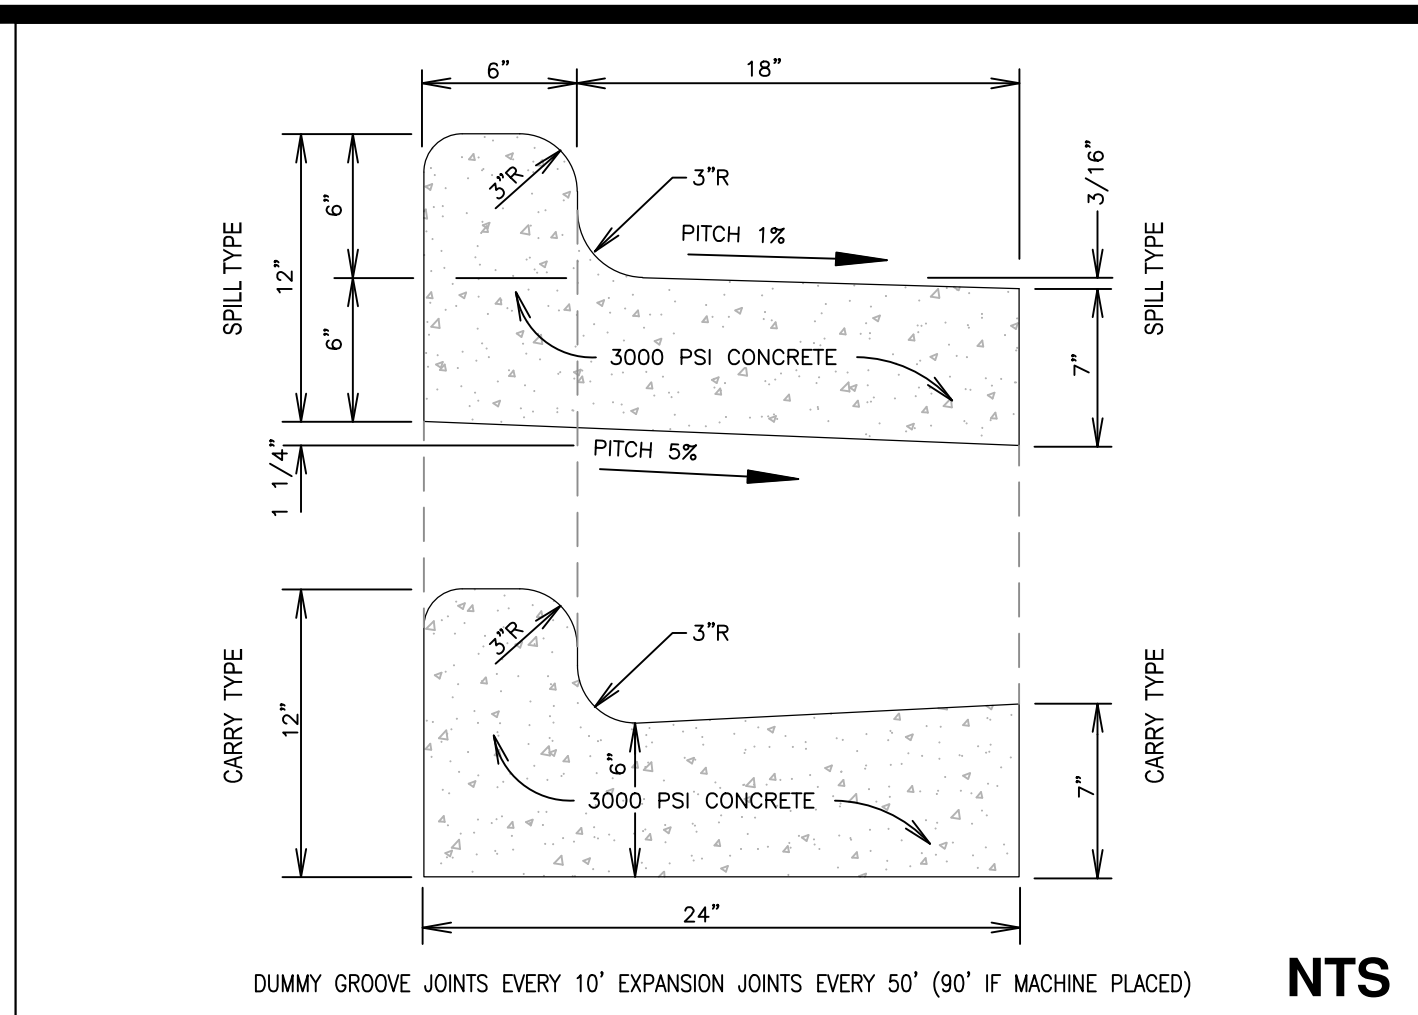 6"
18"
3"R
3"R
3/16"
PITCH 1%
SPILL TYPE
12"
6"
6"
SPILL TYPE
7"
3000 PSI CONCRETE
1 1/4"
PITCH 5%
3"R
3"R
CARRY TYPE
12"
6"
CARRY TYPE
7"
3000 PSI CONCRETE
24"
DUMMY GROOVE JOINTS EVERY 10' EXPANSION JOINTS EVERY 50' (90' IF MACHINE PLACED)
NTS